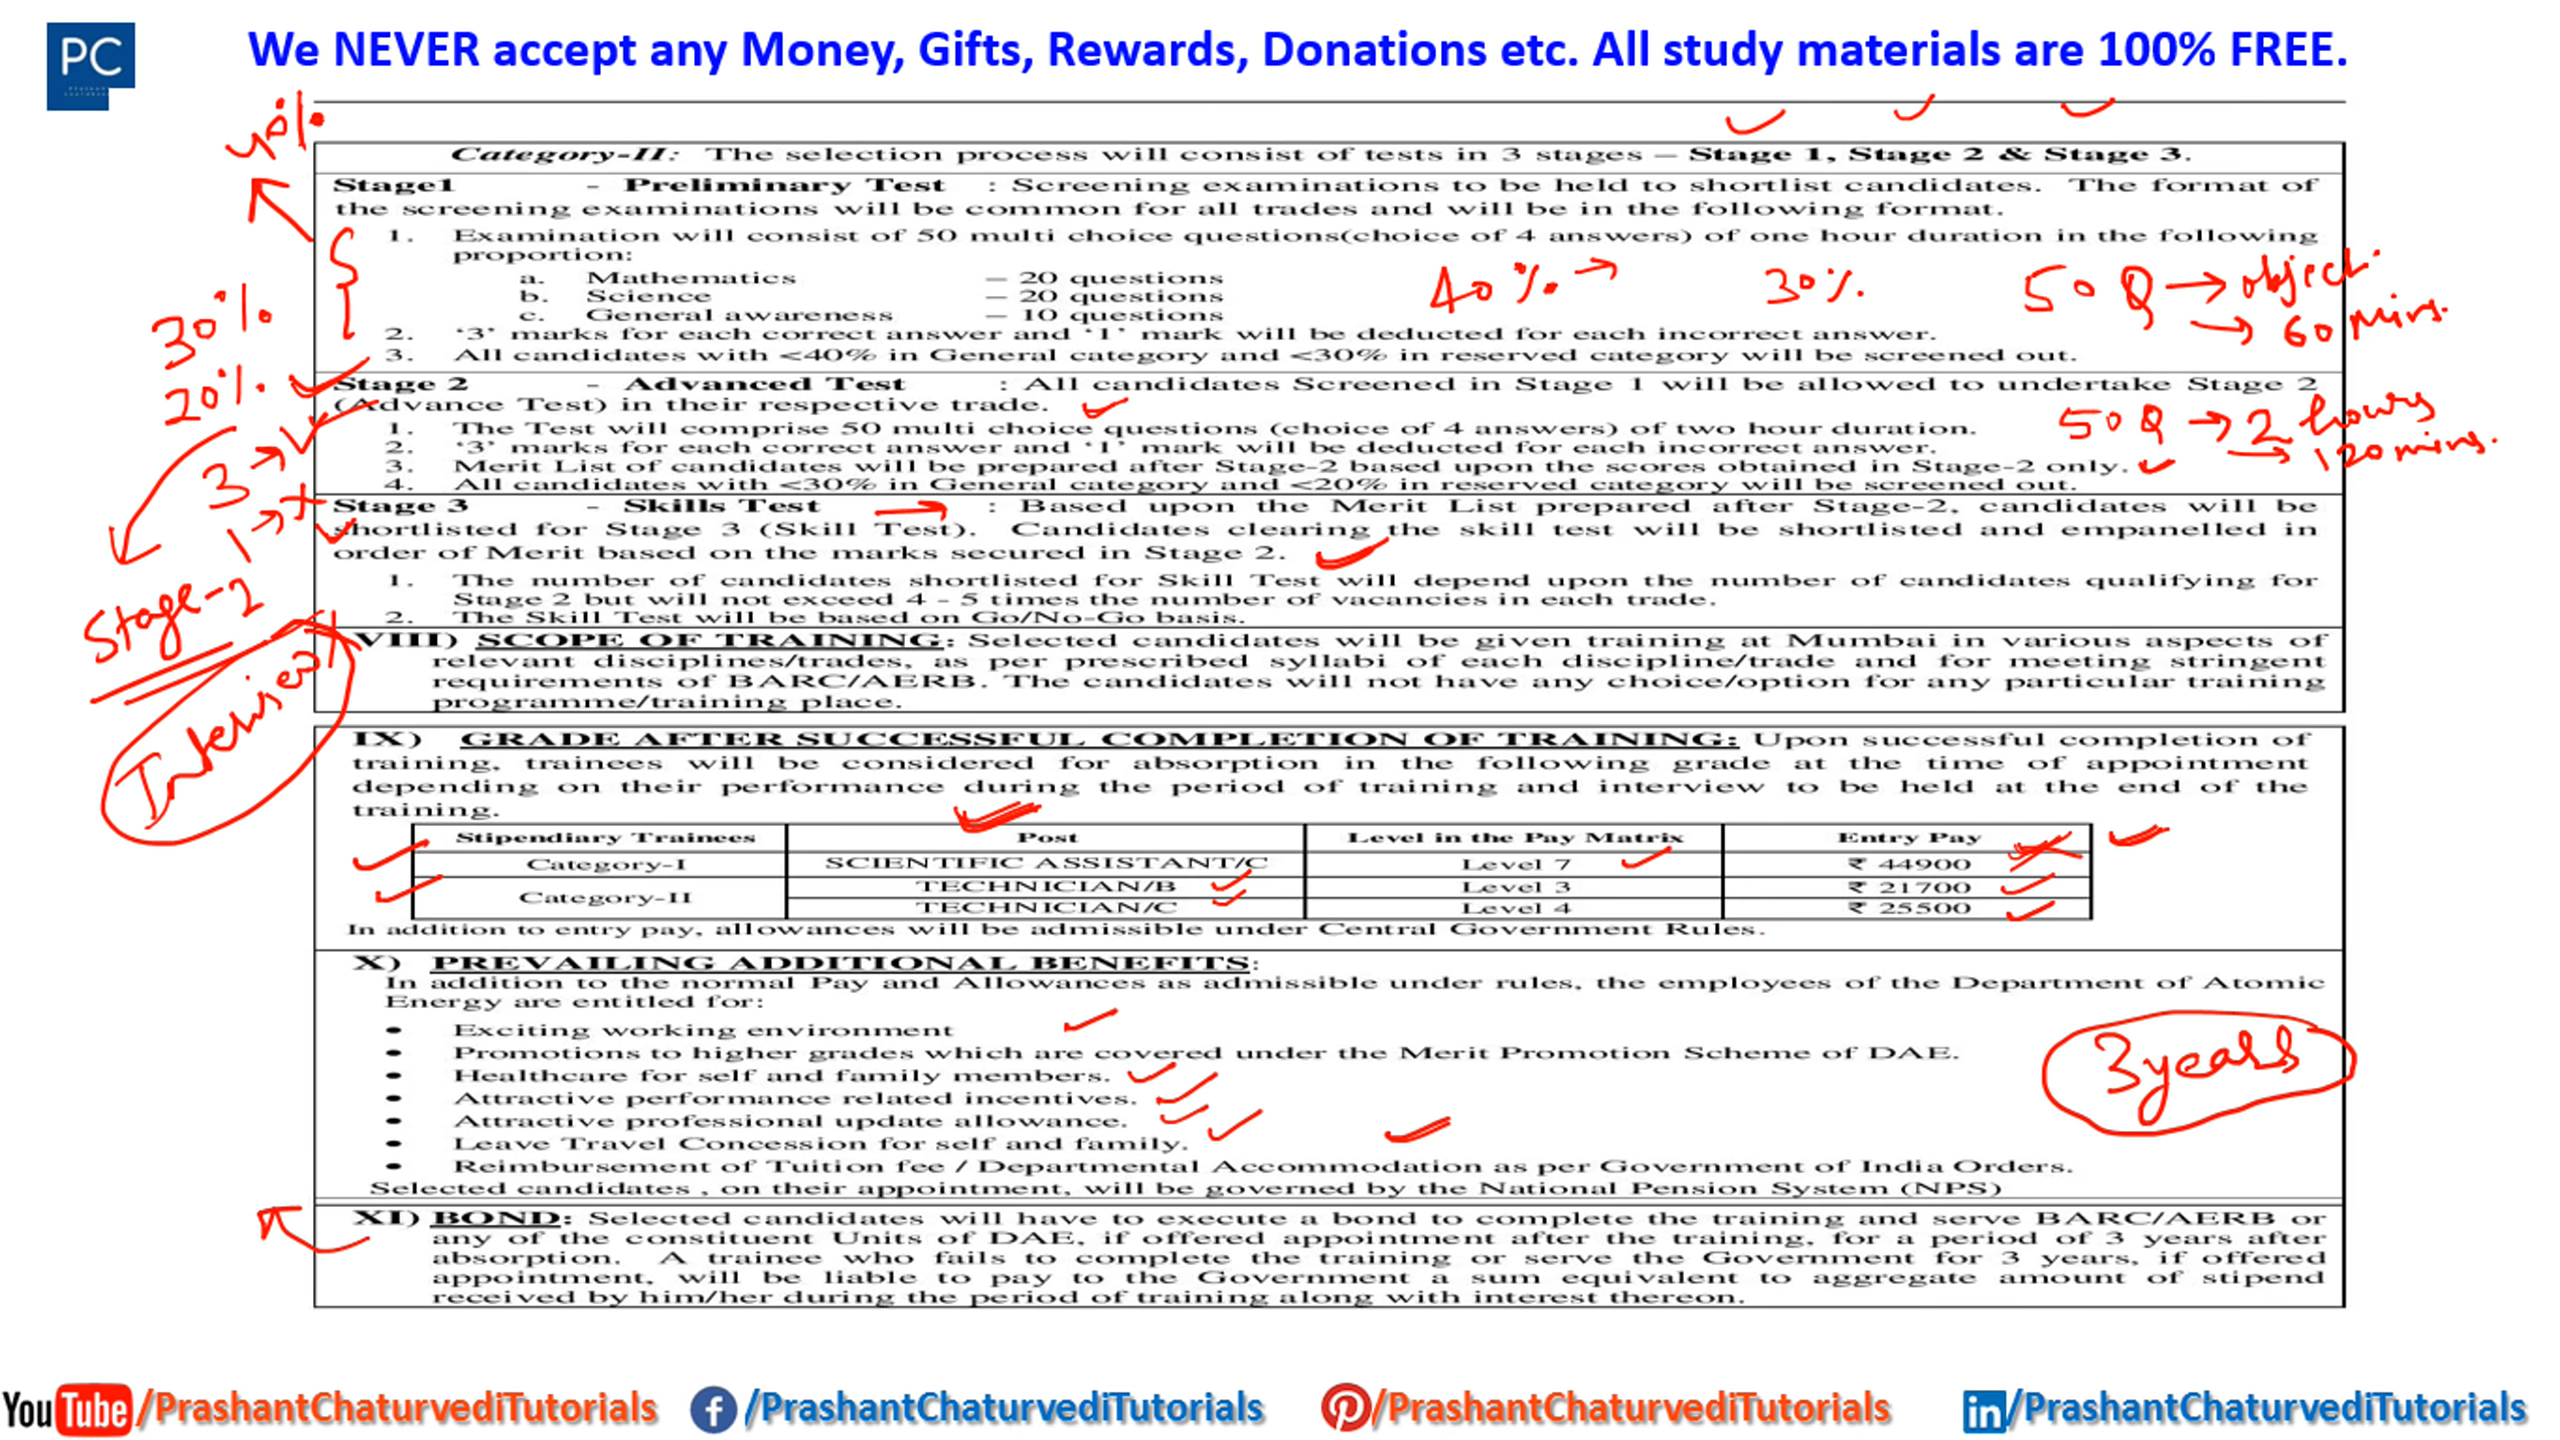 PC
We NEVER accept any Money, Gifts, Rewards, Donations etc. All study materials are 100% FREE.
40%
Category-II: The selection process will consist of tests in 3 stages – Stage 1, Stage 2 & Stage 3.
Stage1 - Preliminary Test : Screening examinations to be held to shortlist candidates. The format of
the screening examinations will be common for all trades and will be in the following format.
1. Examination will consist of 50 multi choice questions(choice of 4 answers) of one hour duration in the following
proportion:
a. Mathematics – 20 questions
b. Science – 20 questions
c. General awareness – 10 questions
40% → 30%
50 Q → object.
→ 60 mins.
30%
2. '3' marks for each correct answer and '1' mark will be deducted for each incorrect answer.
3. All candidates with <40% in General category and <30% in reserved category will be screened out.
20%
Stage 2 - Advanced Test : All candidates Screened in Stage 1 will be allowed to undertake Stage 2
(Advance Test) in their respective trade.
1. The Test will comprise 50 multi choice questions (choice of 4 answers) of two hour duration.
50 Q → 2 hours
→ 120 mins.
2. '3' marks for each correct answer and '1' mark will be deducted for each incorrect answer.
3. Merit List of candidates will be prepared after Stage-2 based upon the scores obtained in Stage-2 only.
4. All candidates with <30% in General category and <20% in reserved category will be screened out.
3 → ✓
1 → ×
Stage 3 - Skills Test : Based upon the Merit List prepared after Stage-2, candidates will be
shortlisted for Stage 3 (Skill Test). Candidates clearing the skill test will be shortlisted and empanelled in
order of Merit based on the marks secured in Stage 2.
1. The number of candidates shortlisted for Skill Test will depend upon the number of candidates qualifying for
Stage 2 but will not exceed 4 - 5 times the number of vacancies in each trade.
2. The Skill Test will be based on Go/No-Go basis.
Stage-2
Interview X
VIII) SCOPE OF TRAINING: Selected candidates will be given training at Mumbai in various aspects of
relevant disciplines/trades, as per prescribed syllabi of each discipline/trade and for meeting stringent
requirements of BARC/AERB. The candidates will not have any choice/option for any particular training
programme/training place.
IX) GRADE AFTER SUCCESSFUL COMPLETION OF TRAINING: Upon successful completion of
training, trainees will be considered for absorption in the following grade at the time of appointment
depending on their performance during the period of training and interview to be held at the end of the
training.
Stipendiary Trainees Post Level in the Pay Matrix Entry Pay
Category-I SCIENTIFIC ASSISTANT/C Level 7 ₹ 44900
Category-II TECHNICIAN/B Level 3 ₹ 21700
TECHNICIAN/C Level 4 ₹ 25500
In addition to entry pay, allowances will be admissible under Central Government Rules.
X) PREVAILING ADDITIONAL BENEFITS:
In addition to the normal Pay and Allowances as admissible under rules, the employees of the Department of Atomic
Energy are entitled for:
• Exciting working environment
• Promotions to higher grades which are covered under the Merit Promotion Scheme of DAE.
• Healthcare for self and family members.
• Attractive performance related incentives.
• Attractive professional update allowance.
• Leave Travel Concession for self and family.
• Reimbursement of Tuition fee / Departmental Accommodation as per Government of India Orders.
3 years
Selected candidates , on their appointment, will be governed by the National Pension System (NPS)
XI) BOND: Selected candidates will have to execute a bond to complete the training and serve BARC/AERB or
any of the constituent Units of DAE, if offered appointment after the training, for a period of 3 years after
absorption. A trainee who fails to complete the training or serve the Government for 3 years, if offered
appointment, will be liable to pay to the Government a sum equivalent to aggregate amount of stipend
received by him/her during the period of training along with interest thereon.
YouTube /PrashantChaturvediTutorials f /PrashantChaturvediTutorials /PrashantChaturvediTutorials in /PrashantChaturvediTutorials